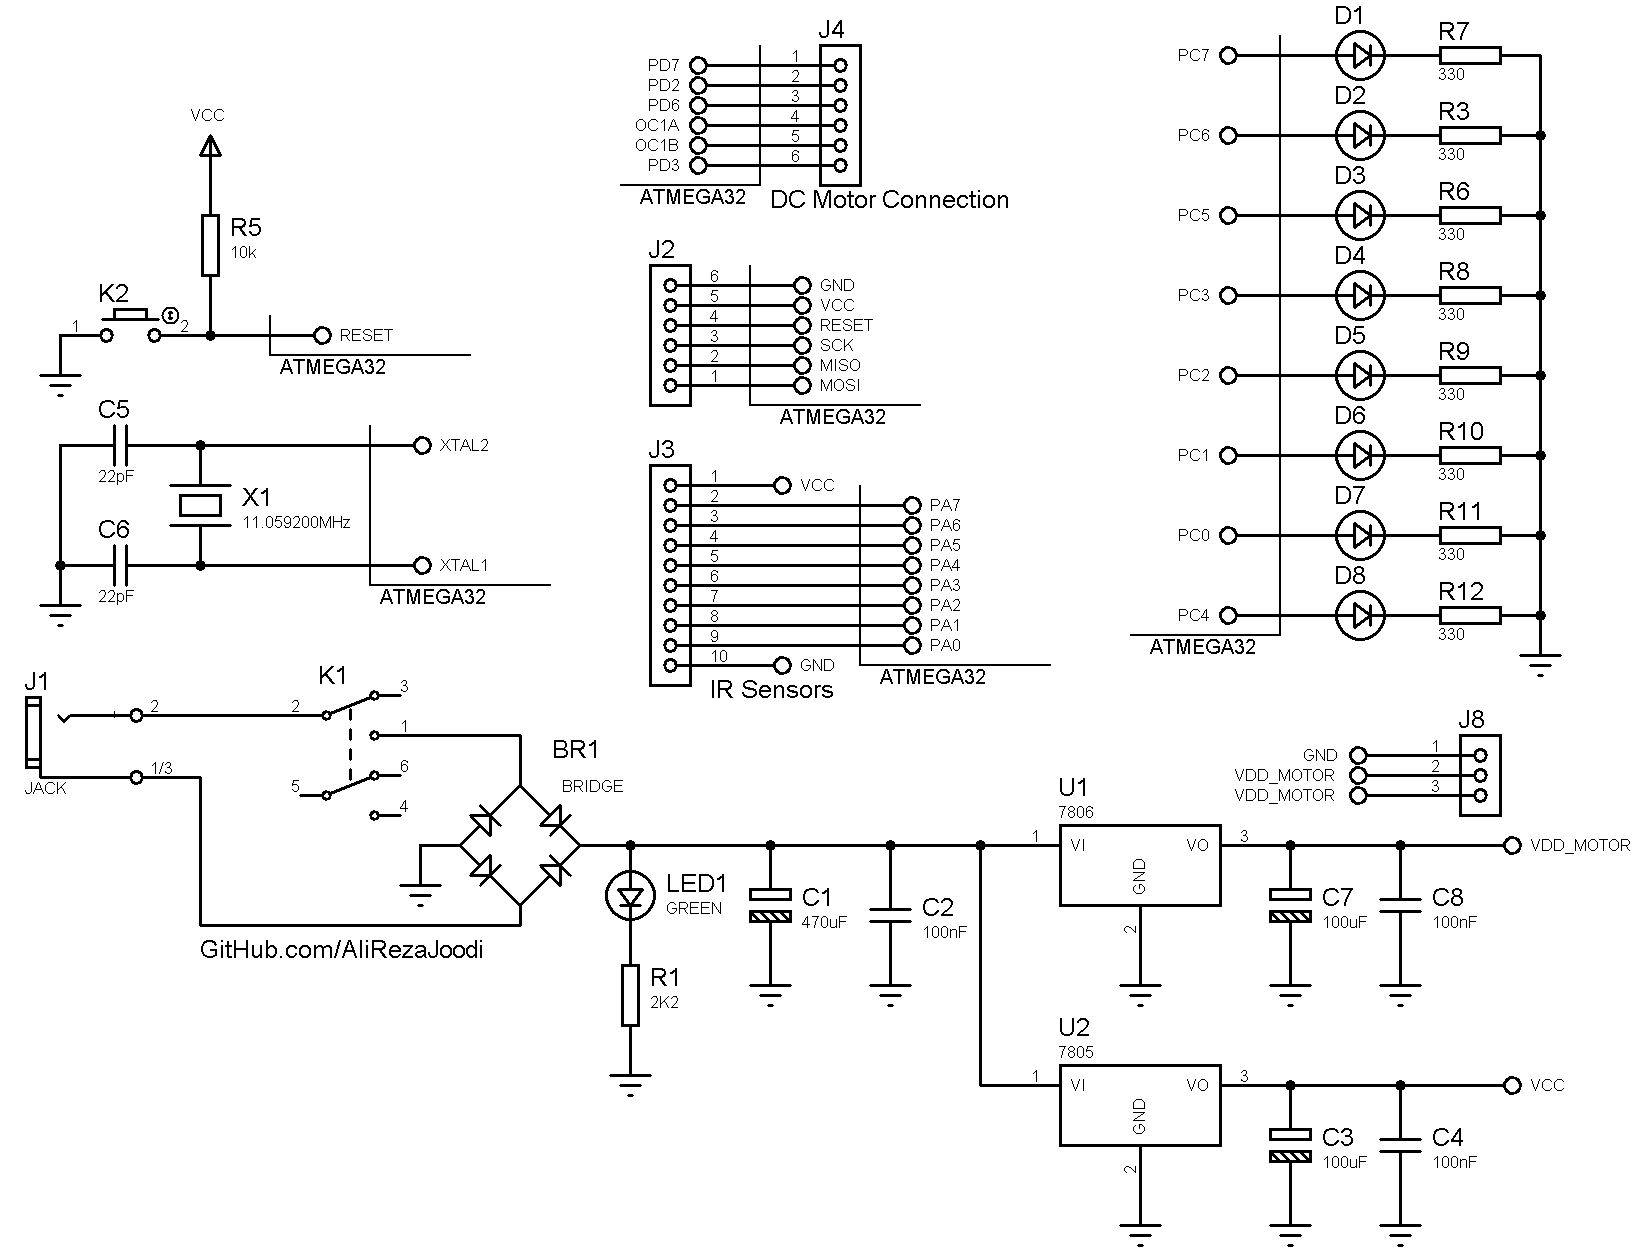 VCC
R5
10k
K2
1
2
RESET
ATMEGA32
C5
22pF
XTAL2
X1
11.059200MHz
C6
22pF
XTAL1
ATMEGA32
J4
PD7 1
PD2 2
PD6 3
OC1A 4
OC1B 5
PD3 6
ATMEGA32
DC Motor Connection
J2
6 GND
5 VCC
4 RESET
3 SCK
2 MISO
1 MOSI
ATMEGA32
J3
1 VCC
2 PA7
3 PA6
4 PA5
5 PA4
6 PA3
7 PA2
8 PA1
9 PA0
10 GND
IR Sensors
ATMEGA32
D1
PC7
R7
330
D2
PC6
R3
330
D3
PC5
R6
330
D4
PC3
R8
330
D5
PC2
R9
330
D6
PC1
R10
330
D7
PC0
R11
330
D8
PC4
R12
330
ATMEGA32
J1
JACK
2
1/3
K1
2
3
1
5
6
4
BR1
BRIDGE
GitHub.com/AliRezaJoodi
LED1
GREEN
R1
2K2
C1
470uF
C2
100nF
U1
7806
1
VI
VO
3
GND
2
C7
100uF
C8
100nF
VDD_MOTOR
J8
GND 1
VDD_MOTOR 2
VDD_MOTOR 3
U2
7805
1
VI
VO
3
GND
2
C3
100uF
C4
100nF
VCC